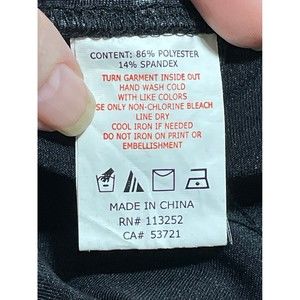 CONTENT: 86% POLYESTER
14% SPANDEX
TURN GARMENT INSIDE OUT
HAND WASH COLD
WITH LIKE COLORS
SE ONLY NON-CHLORINE BLEACH
LINE DRY
COOL IRON IF NEEDED
DO NOT IRON ON PRINT OR
EMBELLISHMENT
MADE IN CHINA
RN# 113252
CA# 53721